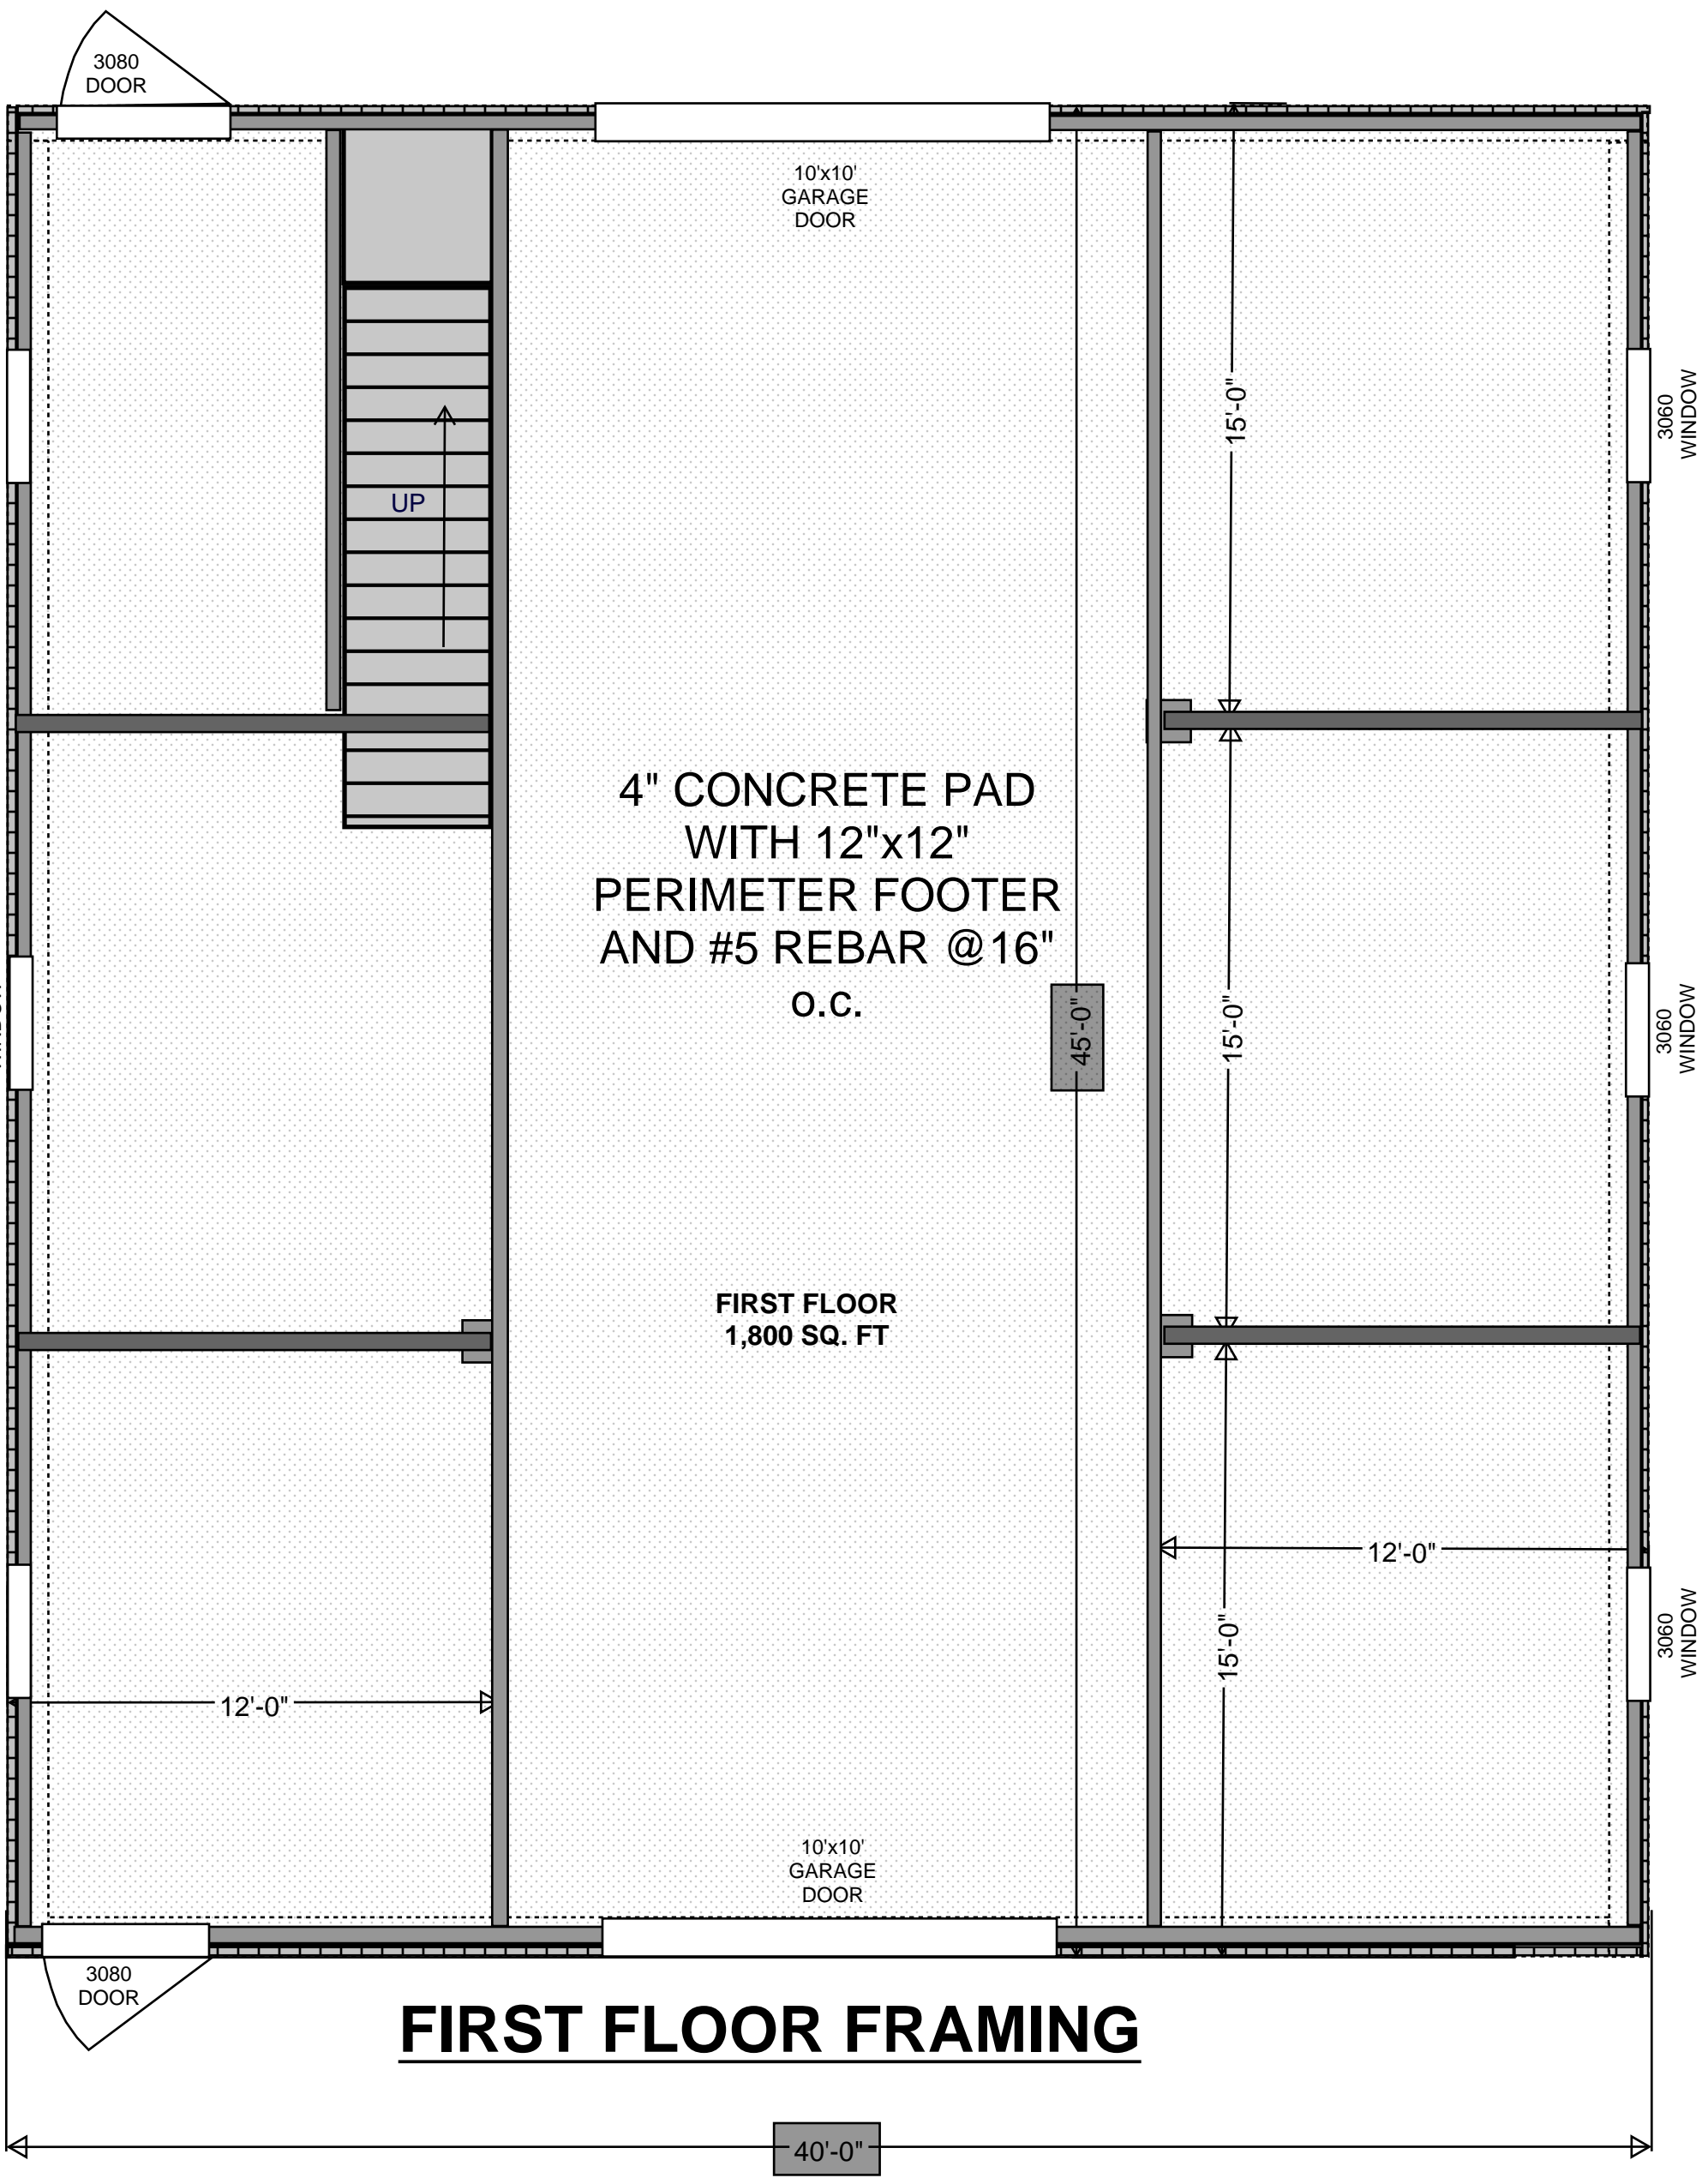 3080
DOOR
10'x10'
GARAGE
DOOR
15'-0"
3060
WINDOW
UP
4" CONCRETE PAD
WITH 12"x12"
PERIMETER FOOTER
AND #5 REBAR @16"
O.C.
45'-0"
15'-0"
3060
WINDOW
FIRST FLOOR
1,800 SQ. FT
12'-0"
15'-0"
3060
WINDOW
12'-0"
10'x10'
GARAGE
DOOR
3080
DOOR
FIRST FLOOR FRAMING
40'-0"